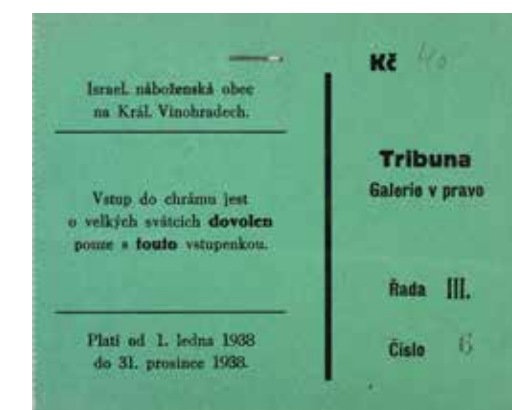 Israel. náboženská obec
na Král. Vinohradech.
Vstup do chrámu jest
o velkých svátcích dovolen
pouze s touto vstupenkou.
Platí od 1. ledna 1938
do 31. prosince 1938.
Kč 40
Tribuna
Galerie v pravo
Řada III.
Číslo 6